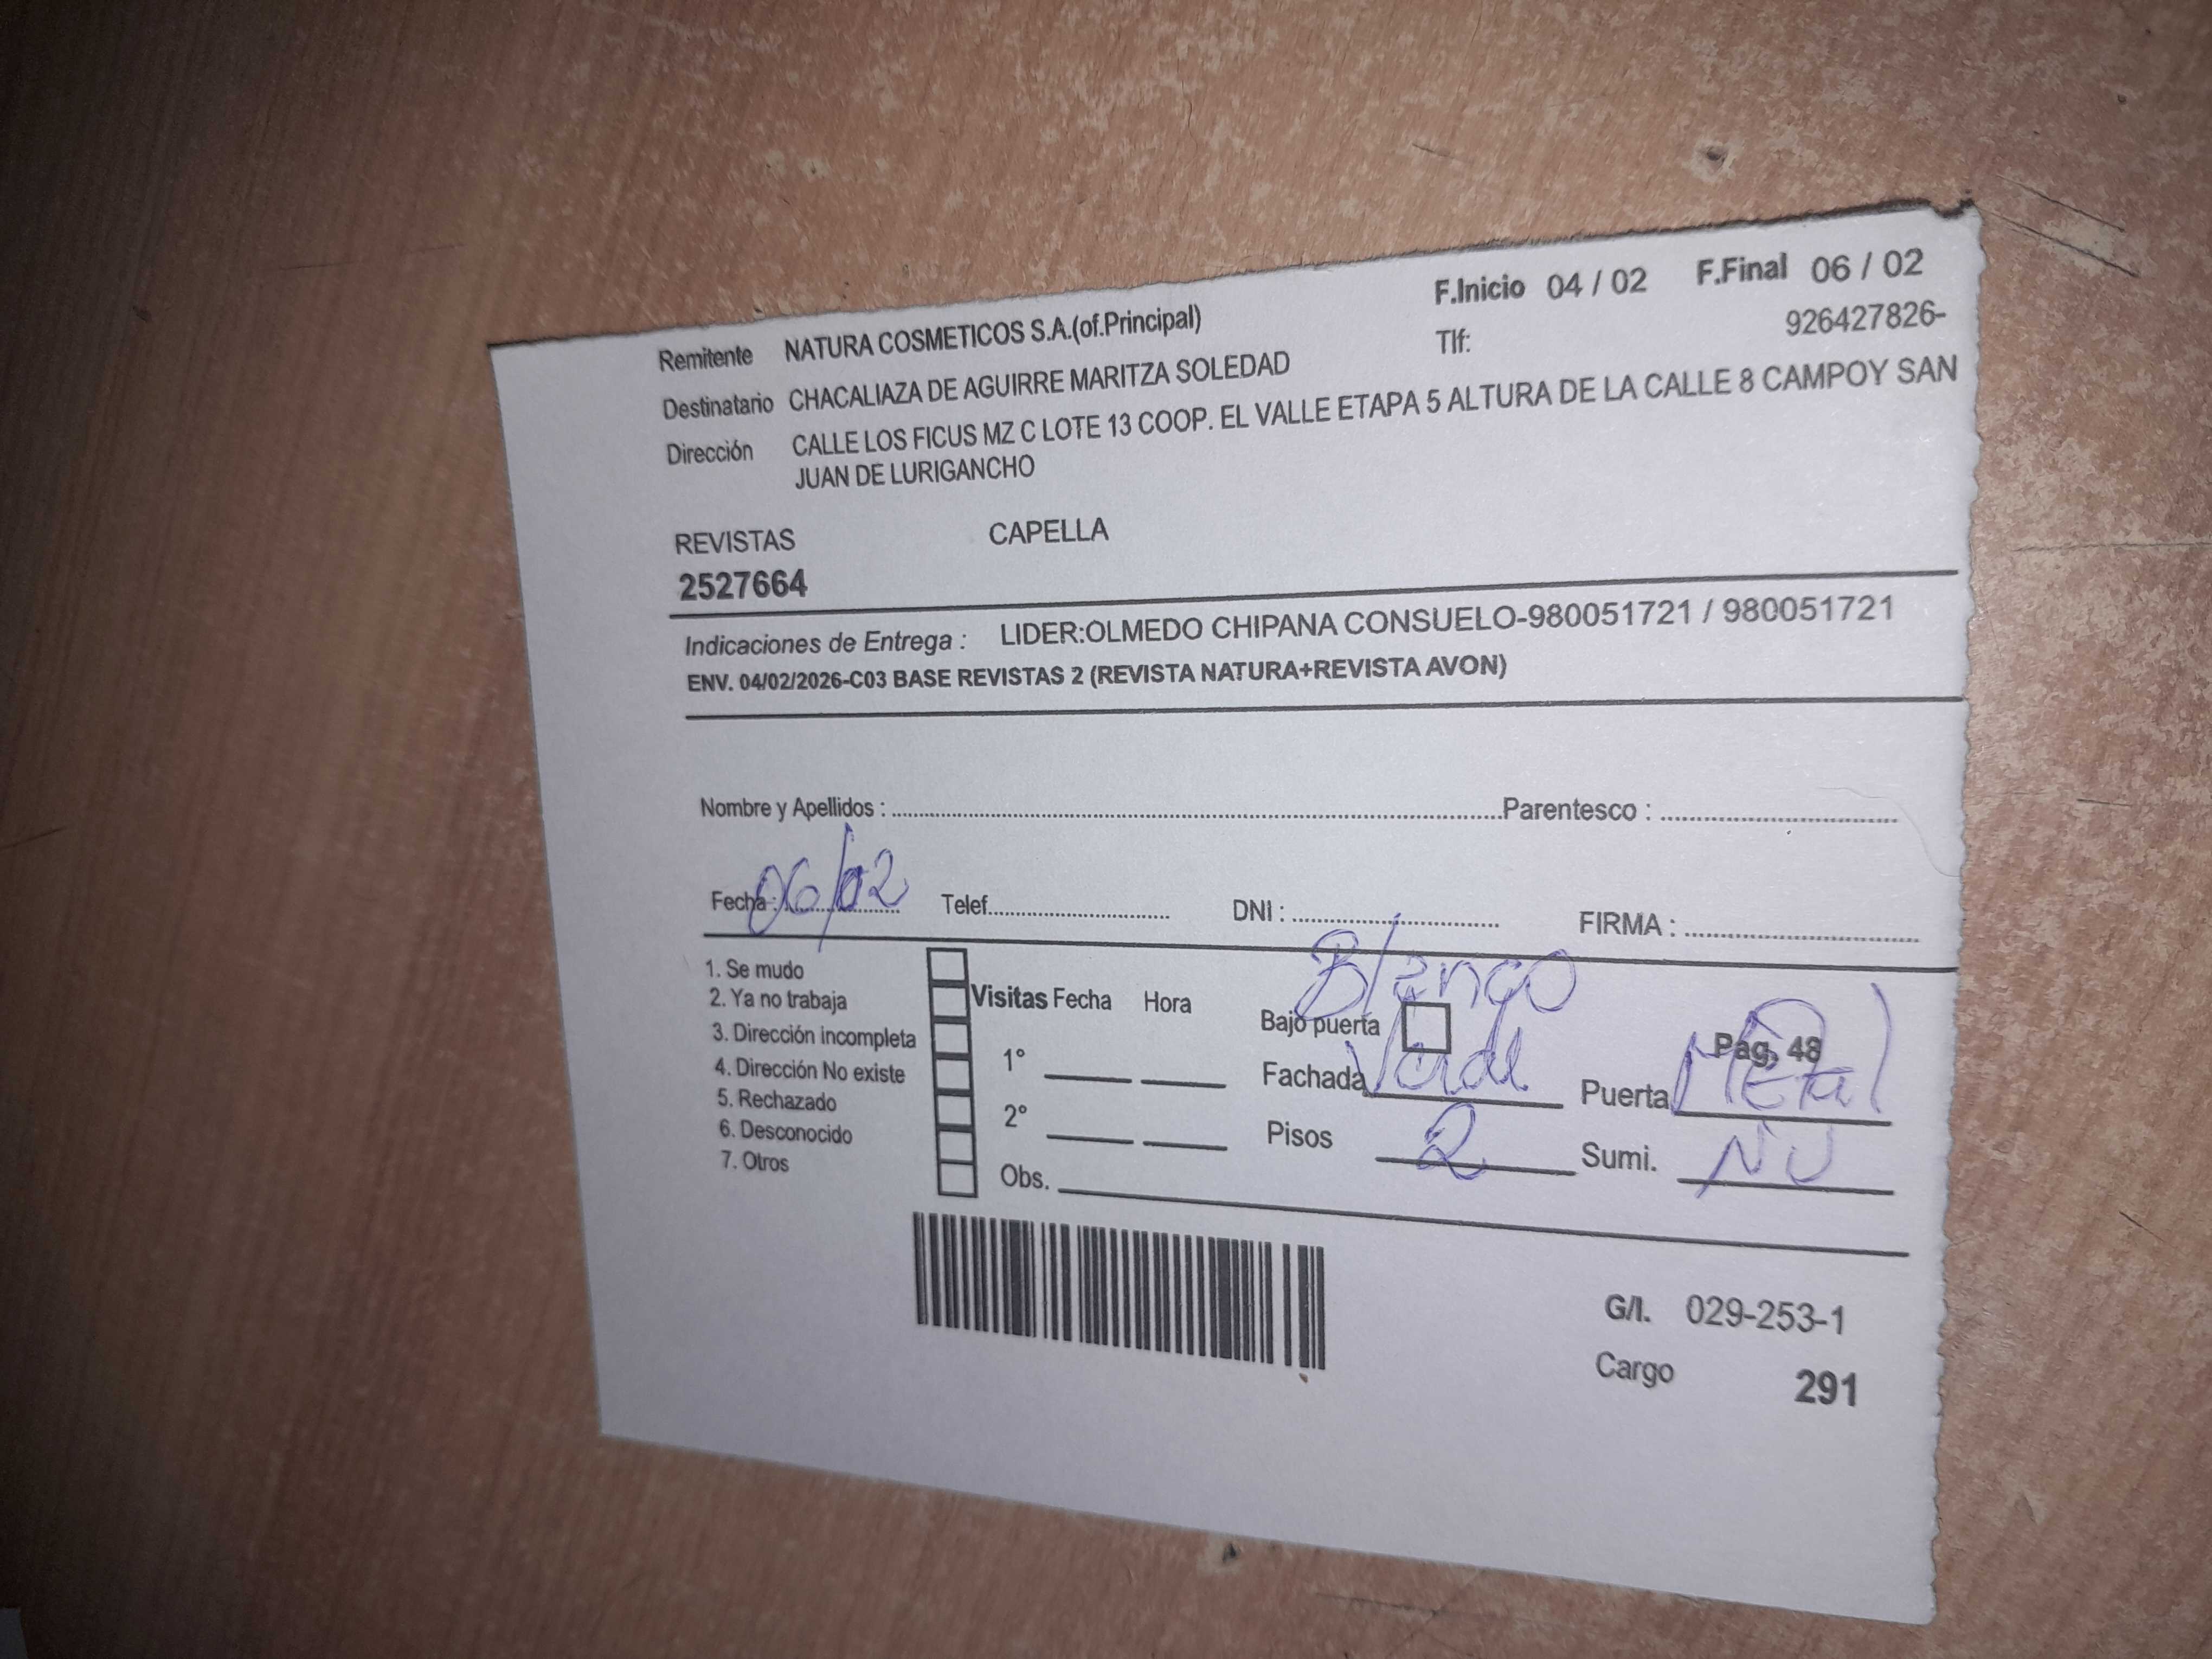 F.Inicio 04 / 02 F.Final 06 / 02
Remitente NATURA COSMETICOS S.A.(of.Principal) Tlf: 926427826-
Destinatario CHACALIAZA DE AGUIRRE MARITZA SOLEDAD
Dirección CALLE LOS FICUS MZ C LOTE 13 COOP. EL VALLE ETAPA 5 ALTURA DE LA CALLE 8 CAMPOY SAN
JUAN DE LURIGANCHO
REVISTAS CAPELLA
2527664
Indicaciones de Entrega : LIDER:OLMEDO CHIPANA CONSUELO-980051721 / 980051721
ENV. 04/02/2026-C03 BASE REVISTAS 2 (REVISTA NATURA+REVISTA AVON)
Nombre y Apellidos : Parentesco :
Fecha : 06/02 Telef. DNI : FIRMA :
1. Se mudo
2. Ya no trabaja
3. Dirección incompleta
4. Dirección No existe
5. Rechazado
6. Desconocido
7. Otros
Visitas Fecha Hora
1°
2°
Obs.
Blanco
Bajo puerta Pag. 48
Fachada Verde Puerta Metal
Pisos 2 Sumi. NU
G/I. 029-253-1
Cargo 291